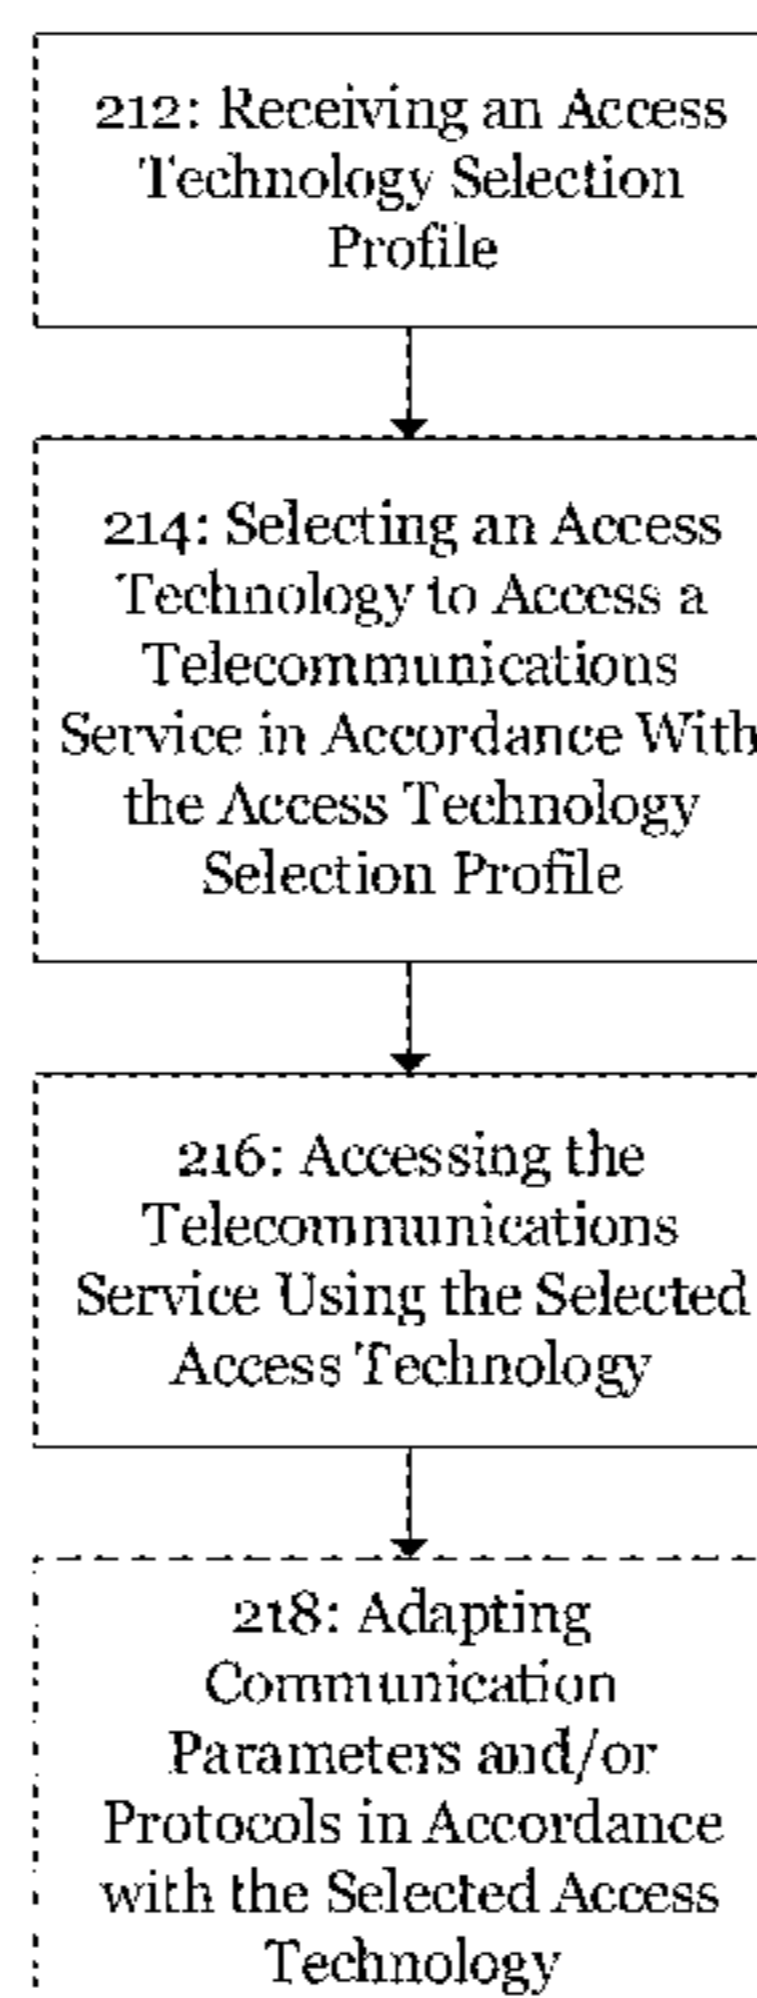 212: Receiving an Access
Technology Selection
Profile
214: Selecting an Access
Technology to Access a
Telecommunications
Service in Accordance With
the Access Technology
Selection Profile
216: Accessing the
Telecommunications
Service Using the Selected
Access Technology
218: Adapting
Communication
Parameters and/or
Protocols in Accordance
with the Selected Access
Technology